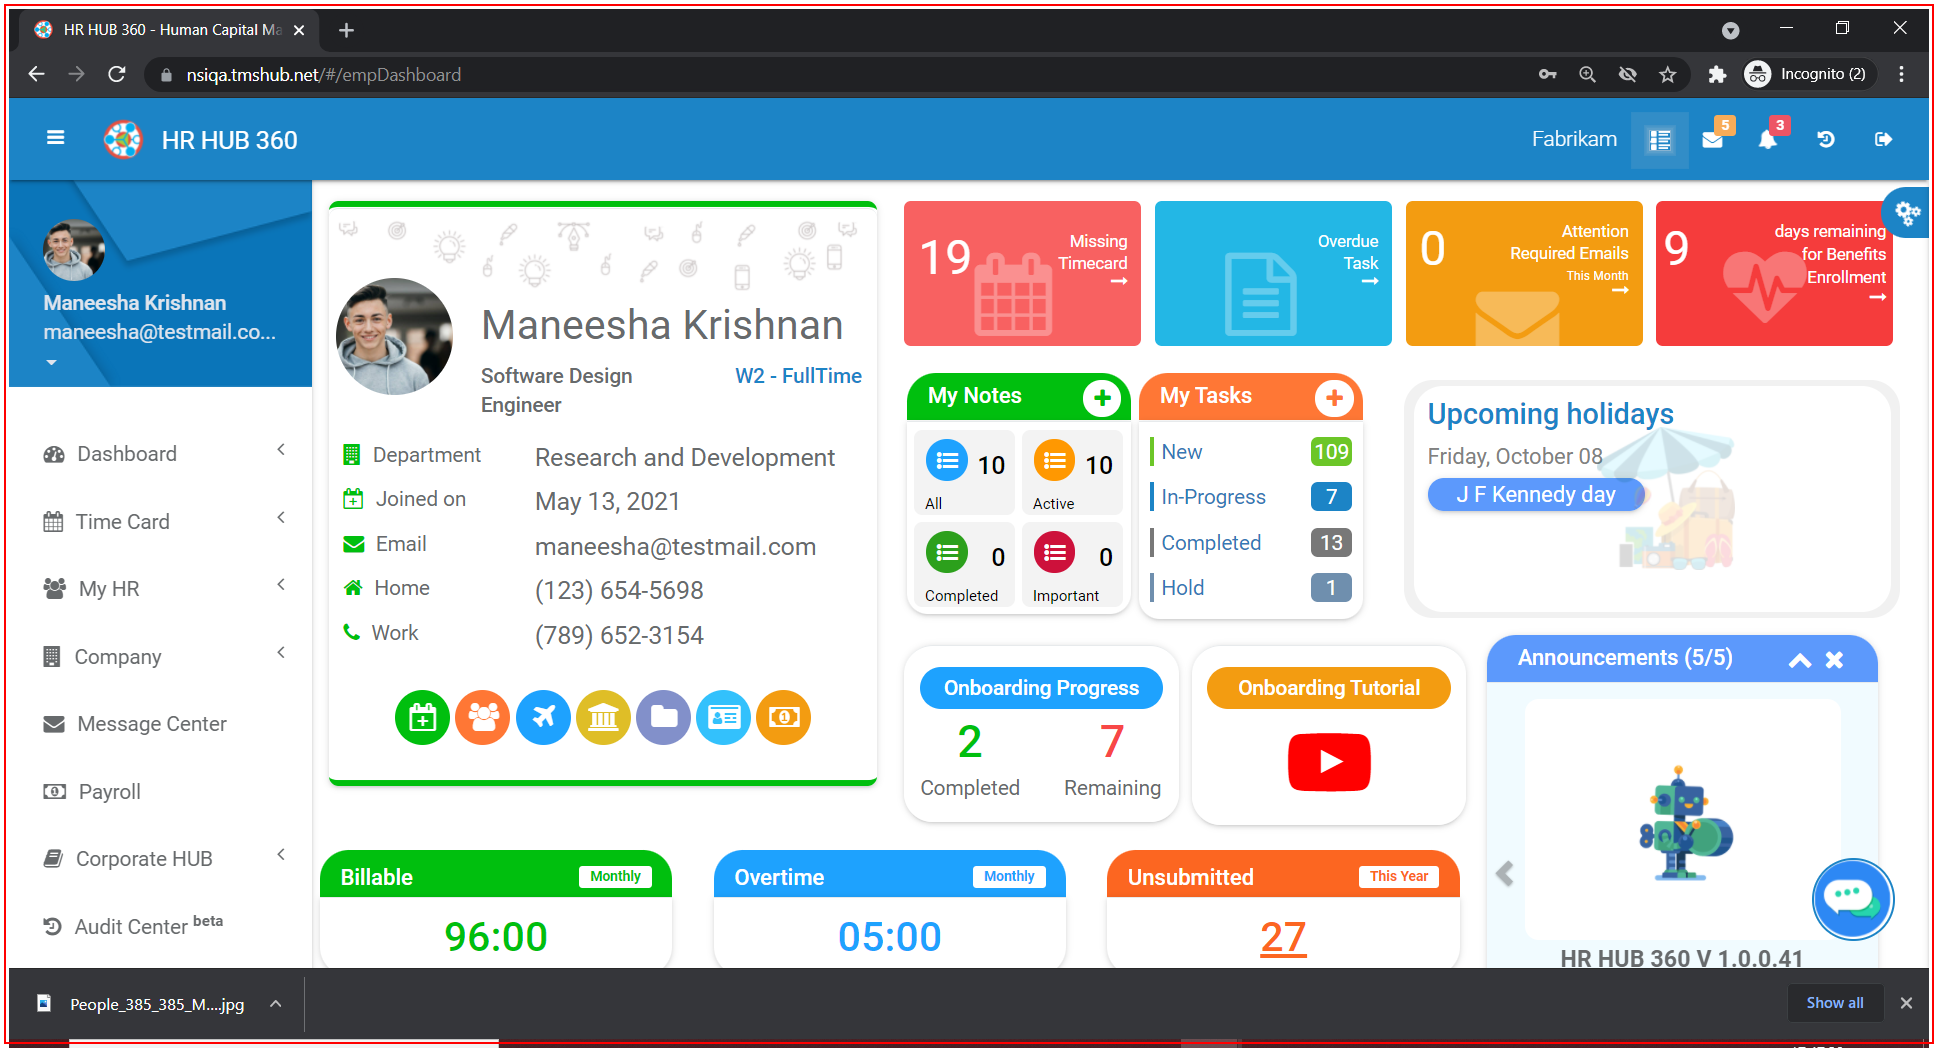 HR HUB 360 - Human Capital Ma
nsiqa.tmshub.net/#/empDashboard
Incognito (2)
HR HUB 360
Fabrikam
5
3
Maneesha Krishnan
maneesha@testmail.co...
Dashboard
Time Card
My HR
Company
Message Center
Payroll
Corporate HUB
Audit Center beta
Maneesha Krishnan
Software Design
Engineer
W2 - FullTime
Department Research and Development
Joined on May 13, 2021
Email maneesha@testmail.com
Home (123) 654-5698
Work (789) 652-3154
19
Missing
Timecard
Overdue
Task
0
Attention
Required Emails
This Month
9
days remaining
for Benefits
Enrollment
My Notes
10
All
10
Active
0
Completed
0
Important
My Tasks
New 109
In-Progress 7
Completed 13
Hold 1
Upcoming holidays
Friday, October 08
J F Kennedy day
Onboarding Progress
2
Completed
7
Remaining
Onboarding Tutorial
Announcements (5/5)
HR HUB 360 V 1.0.0.41
Billable Monthly
96:00
Overtime Monthly
05:00
Unsubmitted This Year
27
People_385_385_M....jpg
Show all